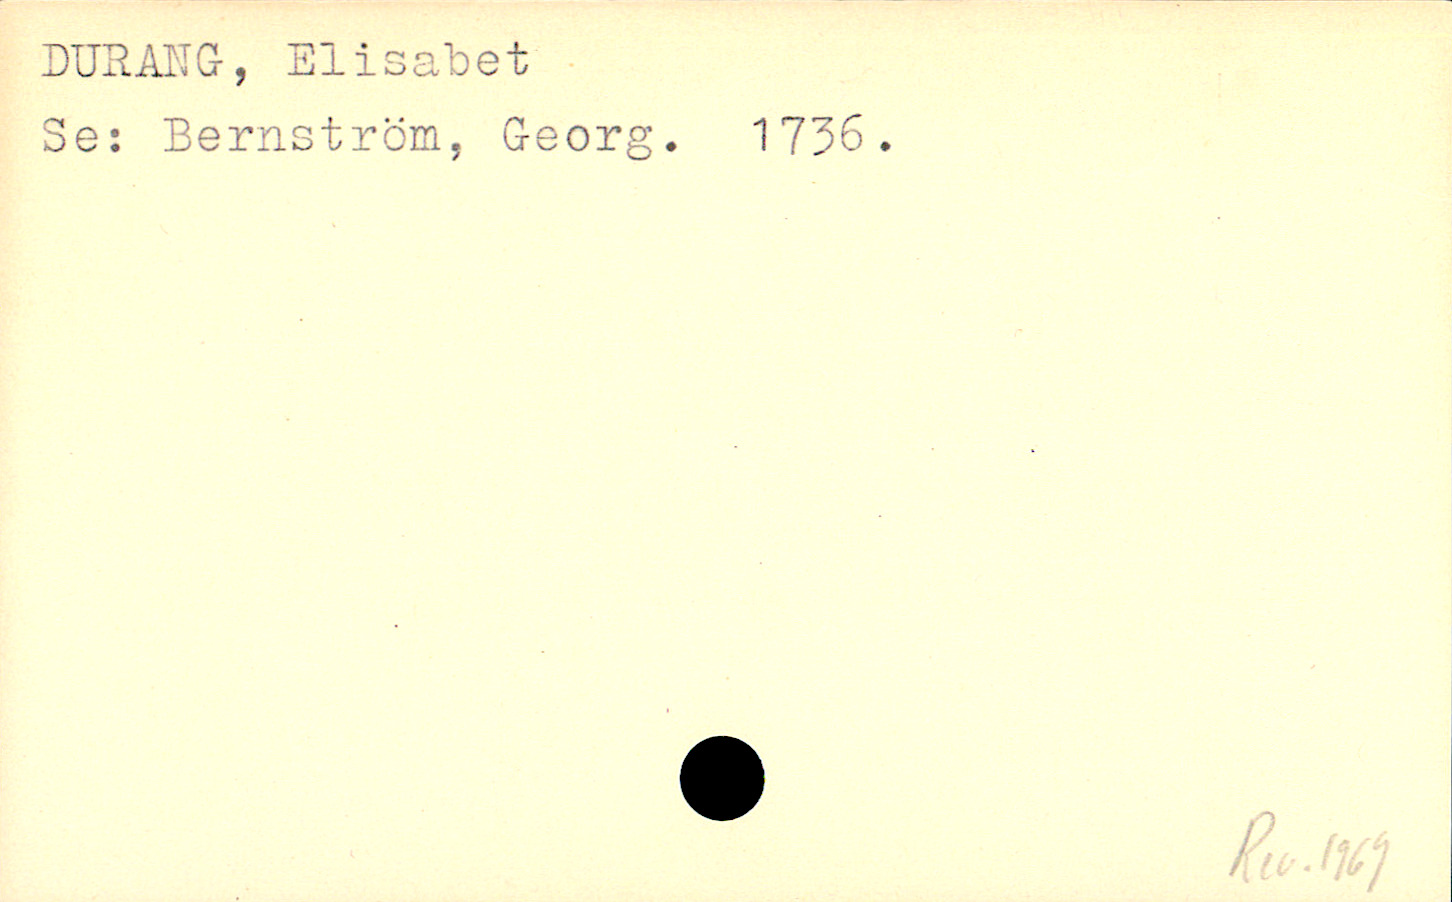 DURANG, Elisabet
Se: Bernström, Georg. 1736.
Rev. 1969